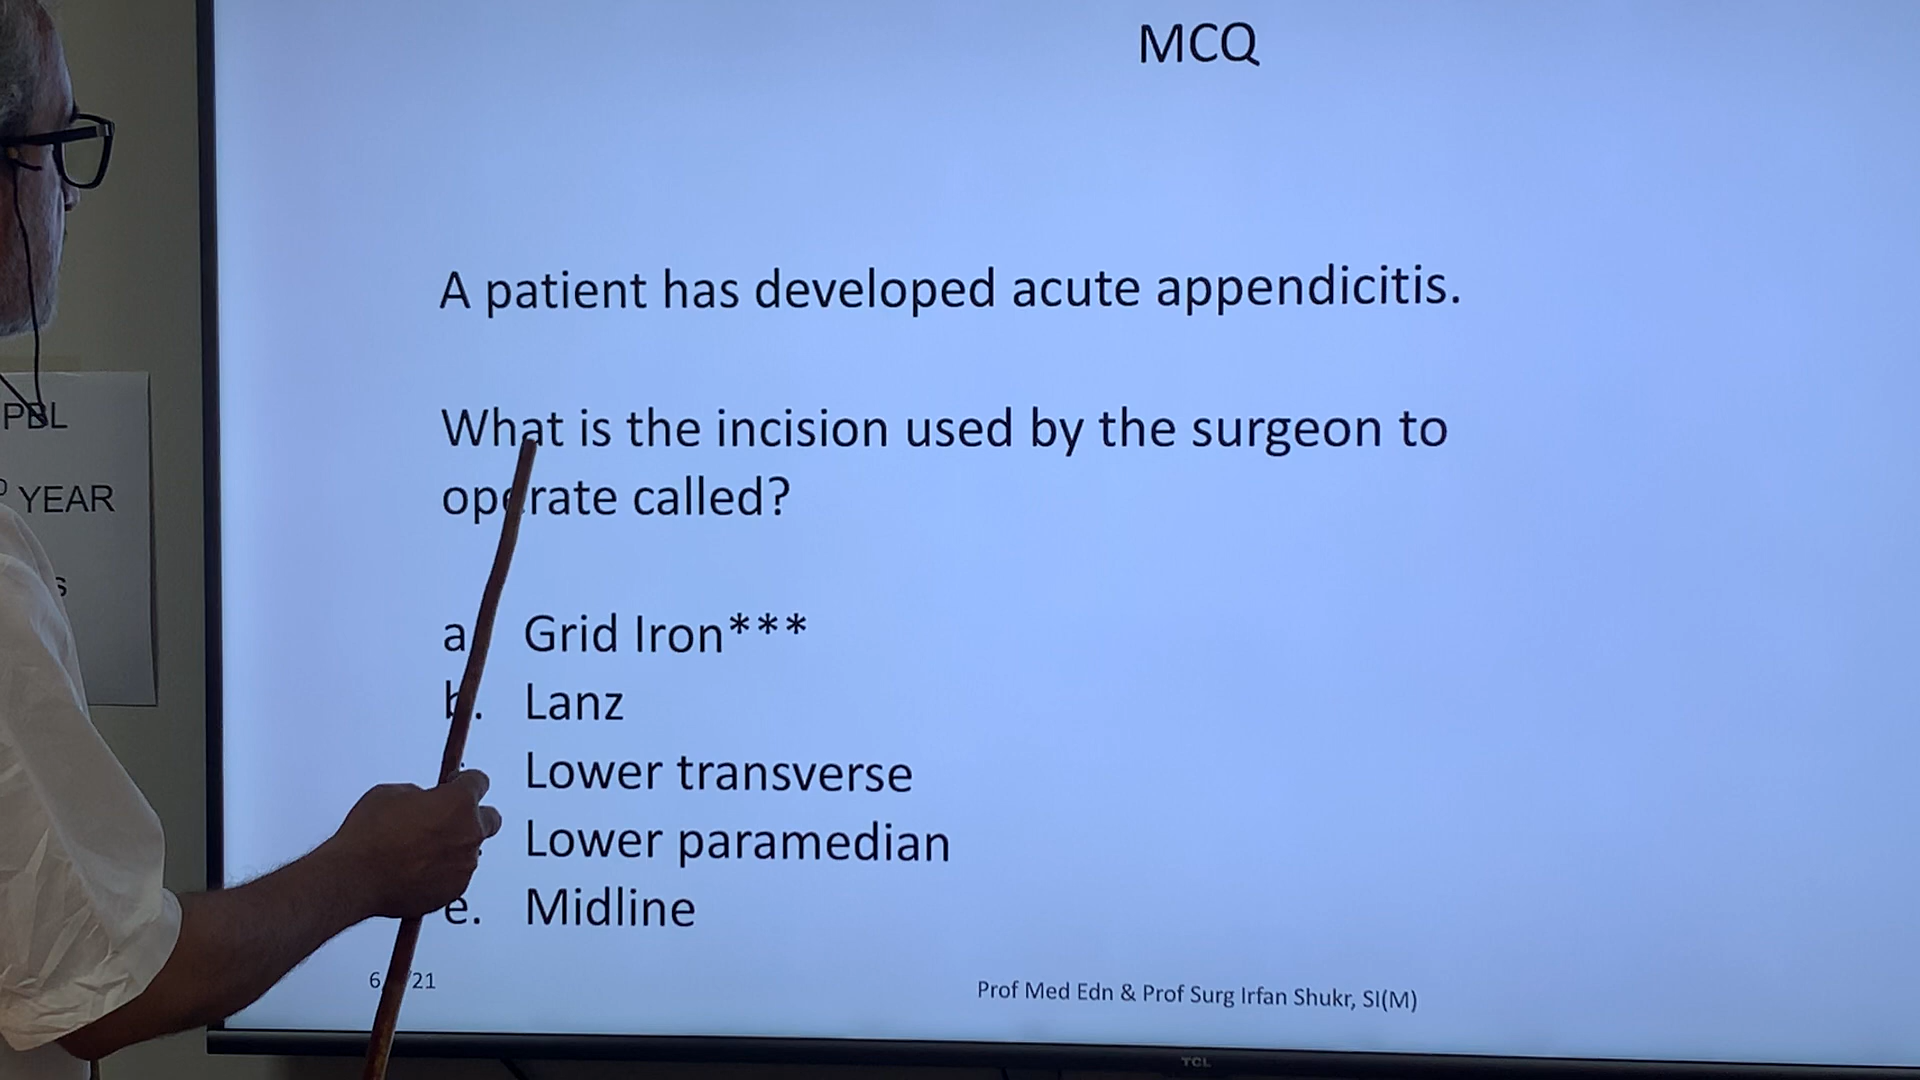 MCQ
A patient has developed acute appendicitis.
What is the incision used by the surgeon to
operate called?
a. Grid Iron***
b. Lanz
Lower transverse
Lower paramedian
e. Midline
Prof Med Edn & Prof Surg Irfan Shukr, SI(M)
TCL
PBL
YEAR